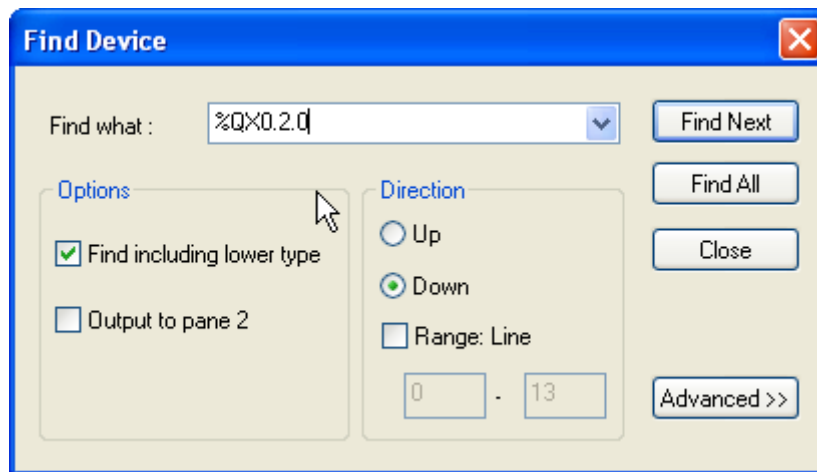 Find Device
Find what :
%QX0.2.0
Find Next
Find All
Close
Options
Find including lower type
Output to pane 2
Direction
Up
Down
Range: Line
0 - 13
Advanced >>